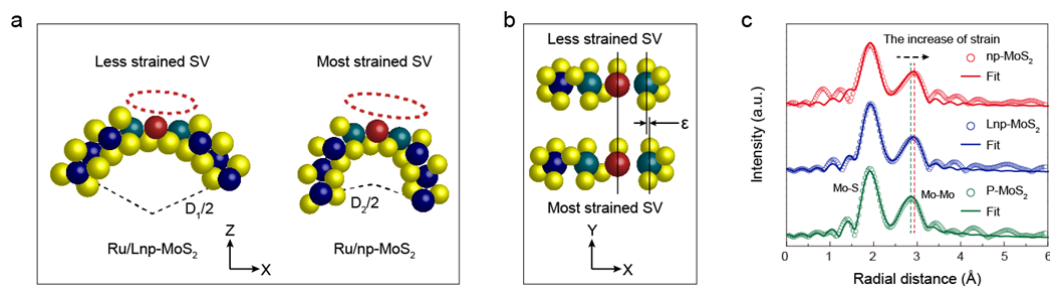 a
Less strained SV
Most strained SV
D₁/2
D₂/2
Ru/Lnp-MoS₂
Ru/np-MoS₂
Z
X
b
Less strained SV
ε
Most strained SV
Y
X
c
The increase of strain
np-MoS₂
Fit
Lnp-MoS₂
Fit
Mo-S
Mo-Mo
P-MoS₂
Fit
Intensity (a.u.)
0 1 2 3 4 5 6
Radial distance (Å)